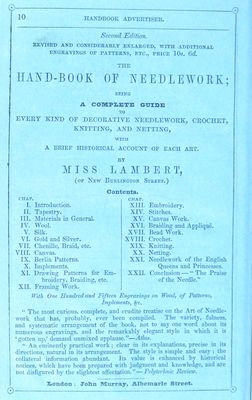 10 HANDBOOK ADVERTISER.
Second Edition.
REVISED AND CONSIDERABLY ENLARGED, WITH ADDITIONAL
ENGRAVINGS OF PATTERNS, ETC., PRICE 10s. 6d.
THE
HAND-BOOK OF NEEDLEWORK;
BEING
A COMPLETE GUIDE
TO
EVERY KIND OF DECORATIVE NEEDLEWORK, CROCHET,
KNITTING, AND NETTING,
WITH
A BRIEF HISTORICAL ACCOUNT OF EACH ART.
BY
MISS LAMBERT,
(OF NEW BURLINGTON STREET.)
Contents.
CHAP.
I. Introduction.
II. Tapestry.
III. Materials in General.
IV. Wool.
V. Silk.
VI. Gold and Silver.
VII. Chenille, Braid, etc.
VIII. Canvas.
IX. Berlin Patterns.
X. Implements.
XI. Drawing Patterns for Em-
broidery, Braiding, etc.
XII. Framing Work.
CHAP.
XIII. Embroidery.
XIV. Stitches.
XV. Canvas Work.
XVI. Braiding and Appliqué.
XVII. Bead Work.
XVIII. Crochet.
XIX. Knitting.
XX. Netting.
XXI. Needlework of the English
Queens and Princesses.
XXII. Conclusion—"The Praise
of the Needle."
With One Hundred and Fifteen Engravings on Wood, of Patterns,
Implements, &c.
"The most curious, complete, and erudite treatise on the Art of Needle-
work that has, probably, ever been compiled. The variety, fulness,
and systematic arrangement of the book, not to say one word about its
numerous engravings, and the remarkably elegant style in which it is
'gotten up,' demand unmixed applause."—Atlas.
"An eminently practical work; clear in its explanations, precise in its
directions, natural in its arrangement. The style is simple and easy; the
collateral information abundant. Its value is enhanced by historical
notices, which have been prepared with judgment and knowledge, and are
not disfigured by the slightest affectation."—Polytechnic Review.
London: John Murray, Albemarle Street.